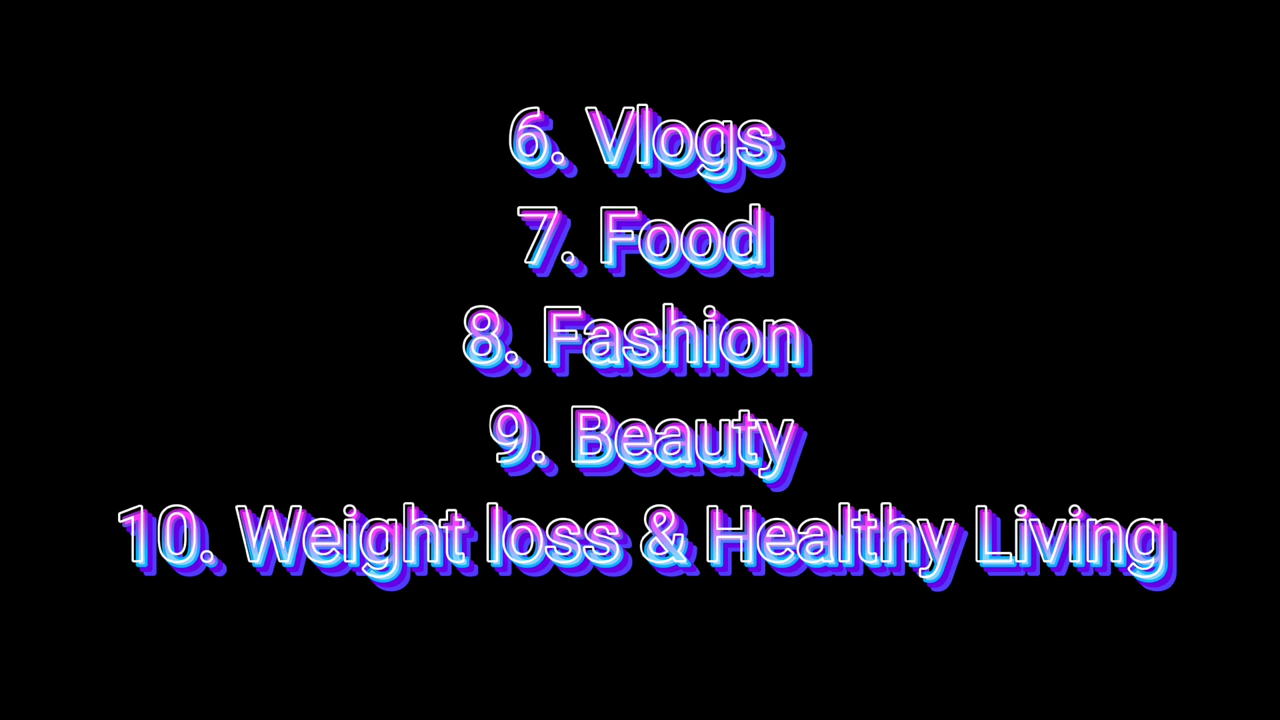 6. Vlogs
7. Food
8. Fashion
9. Beauty
10. Weight loss & Healthy Living